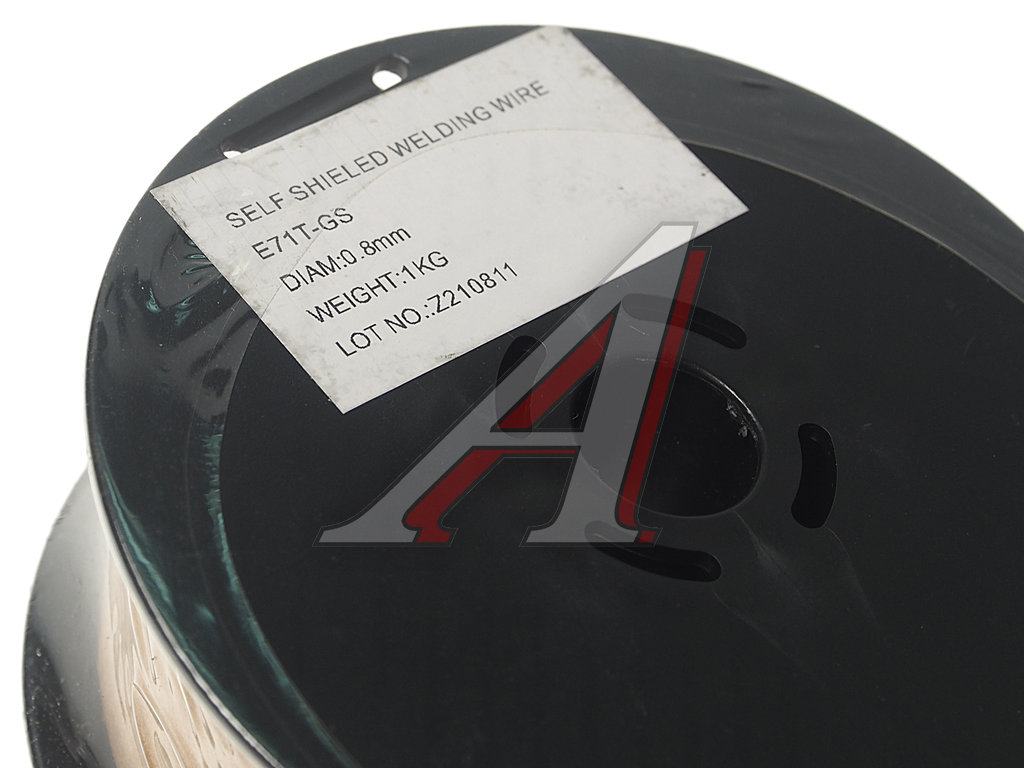 SELF SHIELED WELDING WIRE
E71T-GS
DIAM:0.8mm
WEIGHT:1KG
LOT NO.:Z210811
A